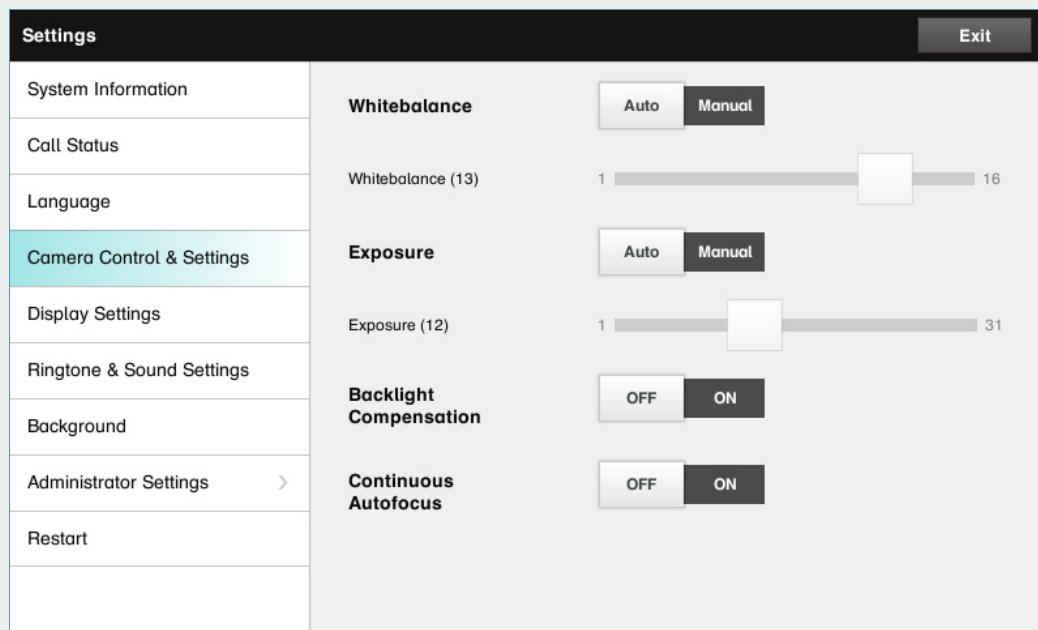 Settings
Exit
System Information
Call Status
Language
Camera Control & Settings
Display Settings
Ringtone & Sound Settings
Background
Administrator Settings
Restart
Whitebalance
Auto Manual
Whitebalance (13)
1 16
Exposure
Auto Manual
Exposure (12)
1 31
Backlight
Compensation
OFF ON
Continuous
Autofocus
OFF ON